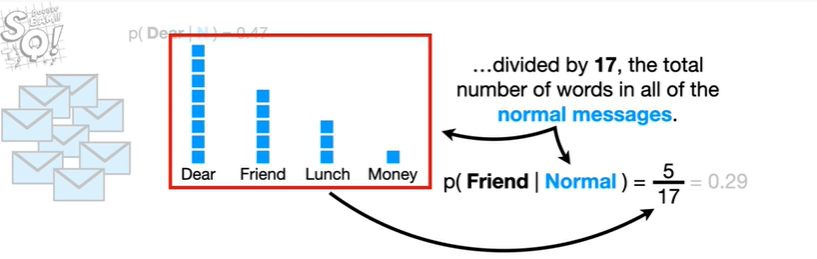 SQ!
p( Dear | N ) = 0.47
...divided by 17, the total
number of words in all of the
normal messages.
Dear Friend Lunch Money
p( Friend | Normal ) = 5/17 = 0.29